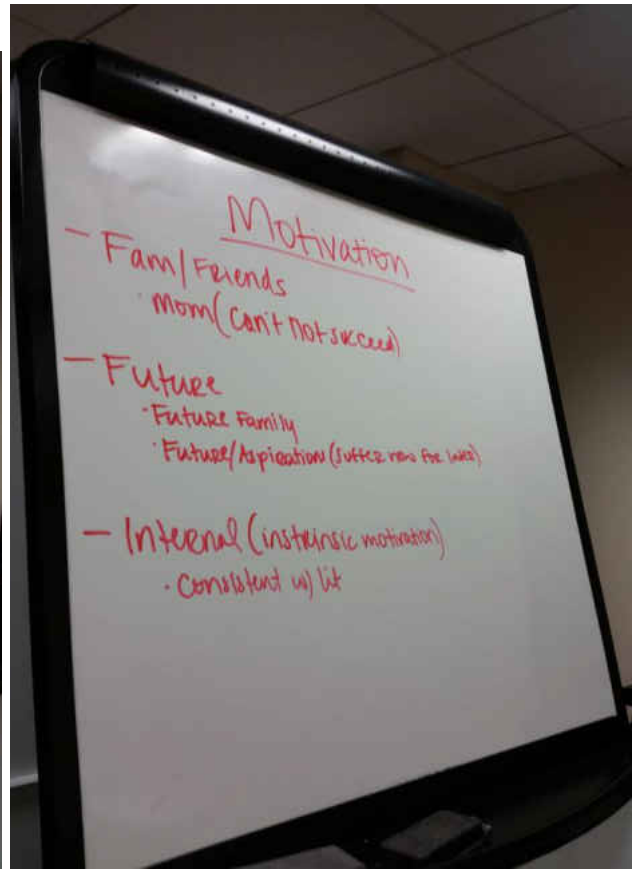 Motivation
- Fam/Friends
· Mom (can't not succeed)
- Future
· Future Family
· Future/Aspiration (suffer now for later)
- Internal (instrinsic motivation)
· Consistent w/ lit